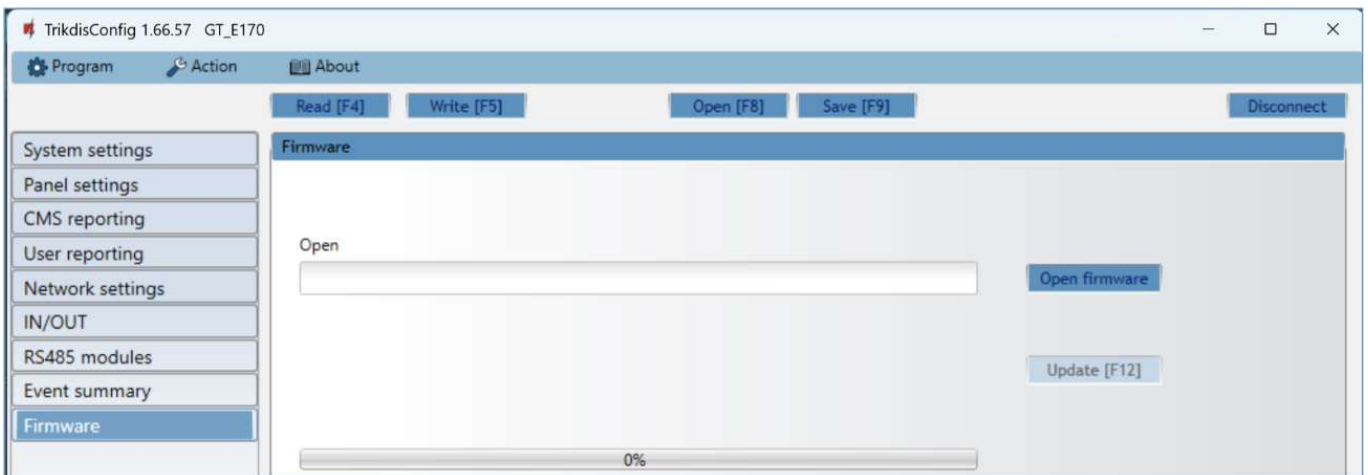 TrikdisConfig 1.66.57 GT_E170
Program Action About
Read [F4] Write [F5] Open [F8] Save [F9] Disconnect
System settings
Panel settings
CMS reporting
User reporting
Network settings
IN/OUT
RS485 modules
Event summary
Firmware
Firmware
Open
Open firmware
Update [F12]
0%